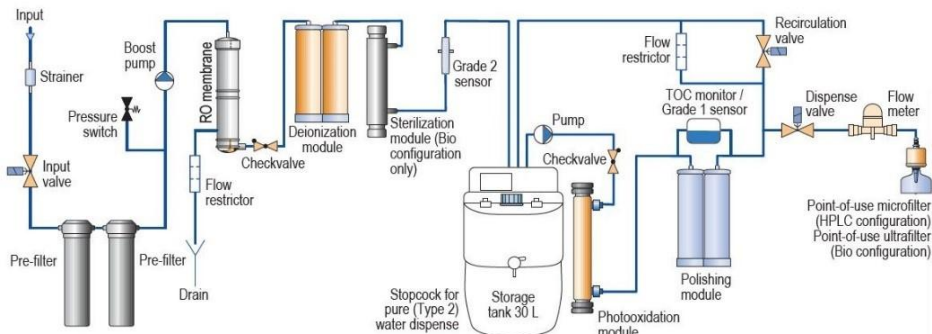 Input
Strainer
Input
valve
Pre-filter
Pre-filter
Pressure
switch
Boost
pump
RO membrane
Flow
restrictor
Drain
Checkvalve
Deionization
module
Sterilization
module (Bio
configuration
only)
Grade 2
sensor
Stopcock for
pure (Type 2)
water dispense
Storage
tank 30 L
Pump
Checkvalve
Photooxidation
module
Flow
restrictor
Recirculation
valve
TOC monitor /
Grade 1 sensor
Polishing
module
Dispense
valve
Flow
meter
Point-of-use microfilter
(HPLC configuration)
Point-of-use ultrafilter
(Bio configuration)